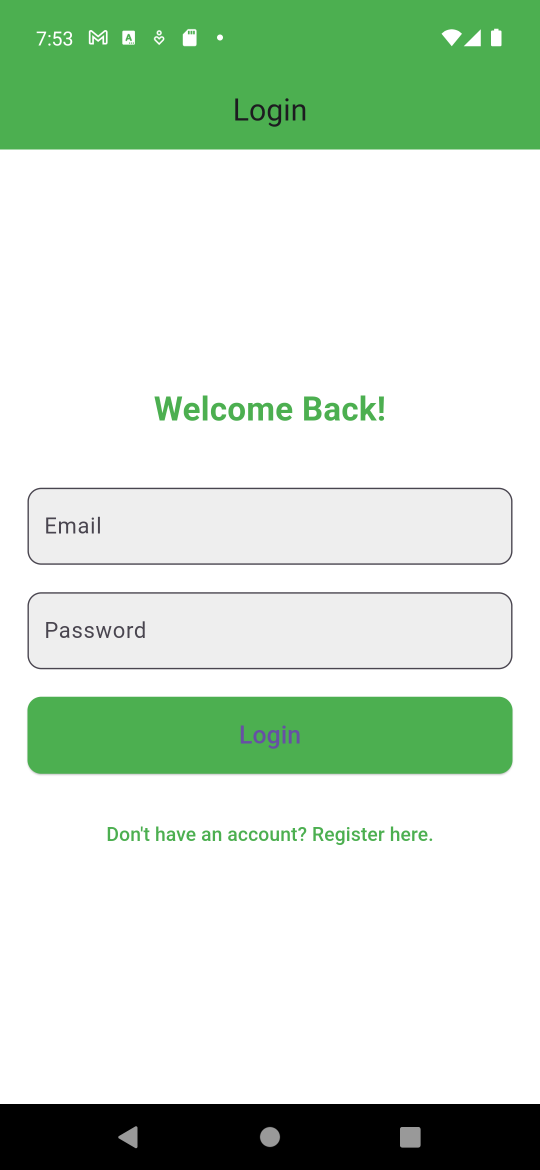 7:53
Login
Welcome Back!
Email
Password
Login
Don't have an account? Register here.